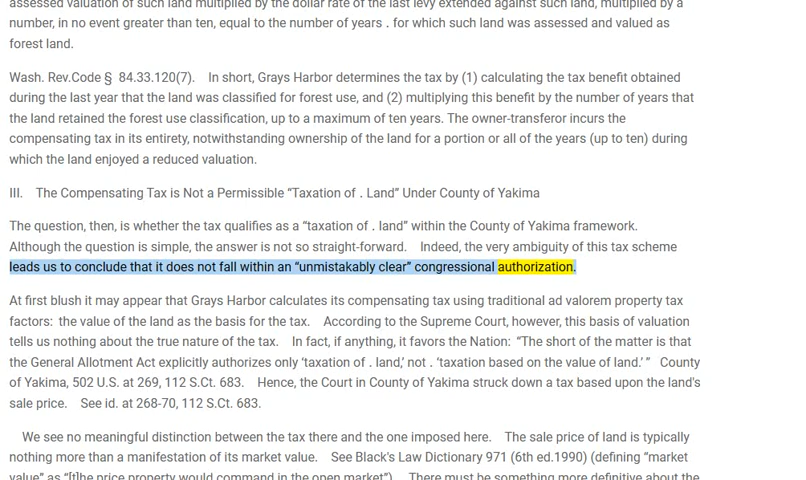 assessed valuation of such land multiplied by the dollar rate of the last levy extended against such land, multiplied by a
number, in no event greater than ten, equal to the number of years . for which such land was assessed and valued as
forest land.
Wash. Rev.Code § 84.33.120(7). In short, Grays Harbor determines the tax by (1) calculating the tax benefit obtained
during the last year that the land was classified for forest use, and (2) multiplying this benefit by the number of years that
the land retained the forest use classification, up to a maximum of ten years. The owner-transferor incurs the
compensating tax in its entirety, notwithstanding ownership of the land for a portion or all of the years (up to ten) during
which the land enjoyed a reduced valuation.
III. The Compensating Tax is Not a Permissible “Taxation of . Land” Under County of Yakima
The question, then, is whether the tax qualifies as a “taxation of . land” within the County of Yakima framework.
Although the question is simple, the answer is not so straight-forward. Indeed, the very ambiguity of this tax scheme
leads us to conclude that it does not fall within an “unmistakably clear” congressional authorization.
At first blush it may appear that Grays Harbor calculates its compensating tax using traditional ad valorem property tax
factors: the value of the land as the basis for the tax. According to the Supreme Court, however, this basis of valuation
tells us nothing about the true nature of the tax. In fact, if anything, it favors the Nation: “The short of the matter is that
the General Allotment Act explicitly authorizes only ‘taxation of . land,’ not . ‘taxation based on the value of land.’ ” County
of Yakima, 502 U.S. at 269, 112 S.Ct. 683. Hence, the Court in County of Yakima struck down a tax based upon the land's
sale price. See id. at 268-70, 112 S.Ct. 683.
We see no meaningful distinction between the tax there and the one imposed here. The sale price of land is typically
nothing more than a manifestation of its market value. See Black's Law Dictionary 971 (6th ed.1990) (defining “market
value” as “[t]he price property would command in the open market”). There must be something more definitive about the